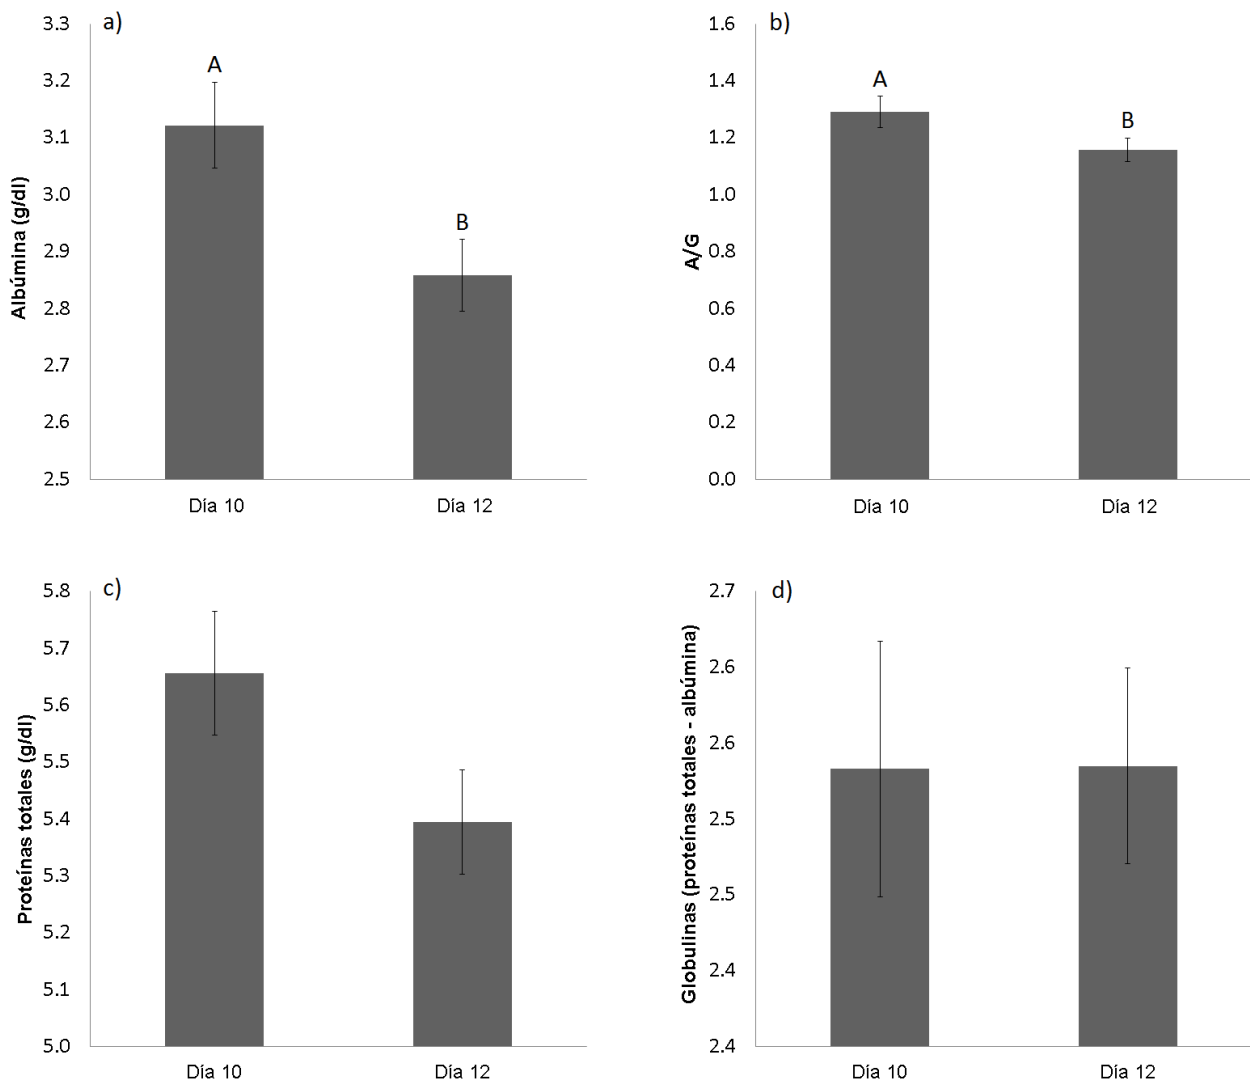 a)
Albúmina (g/dl)
3.3
3.2
3.1
3.0
2.9
2.8
2.7
2.6
2.5
A
B
Día 10
Día 12
b)
A/G
1.6
1.4
1.2
1.0
0.8
0.6
0.4
0.2
0.0
A
B
Día 10
Día 12
c)
Proteínas totales (g/dl)
5.8
5.7
5.6
5.5
5.4
5.3
5.2
5.1
5.0
Día 10
Día 12
d)
Globulinas (proteínas totales - albúmina)
2.7
2.6
2.6
2.5
2.5
2.4
2.4
Día 10
Día 12